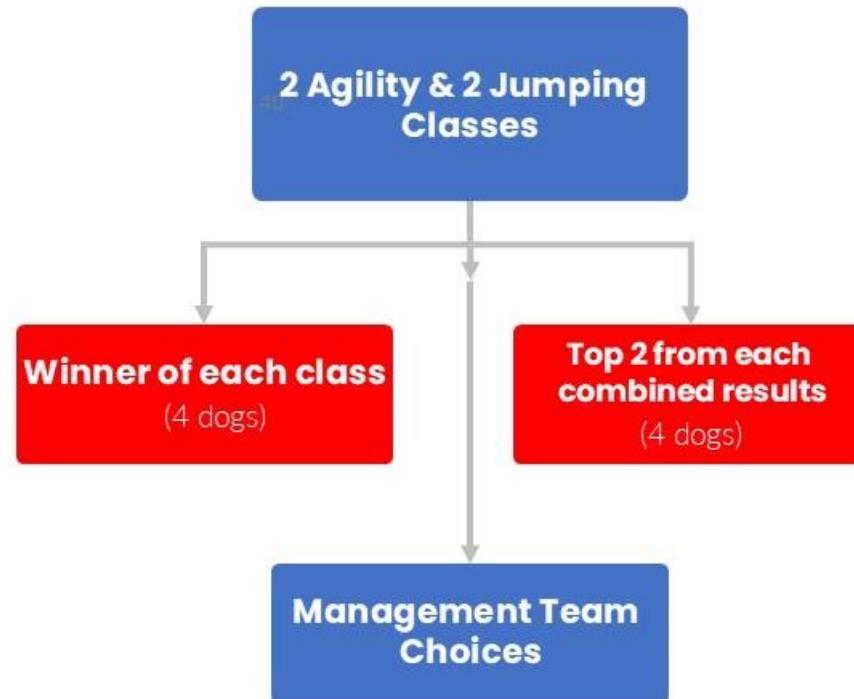 2 Agility & 2 Jumping
40
Classes
Winner of each class
(4 dogs)
Top 2 from each
combined results
(4 dogs)
Management Team
Choices